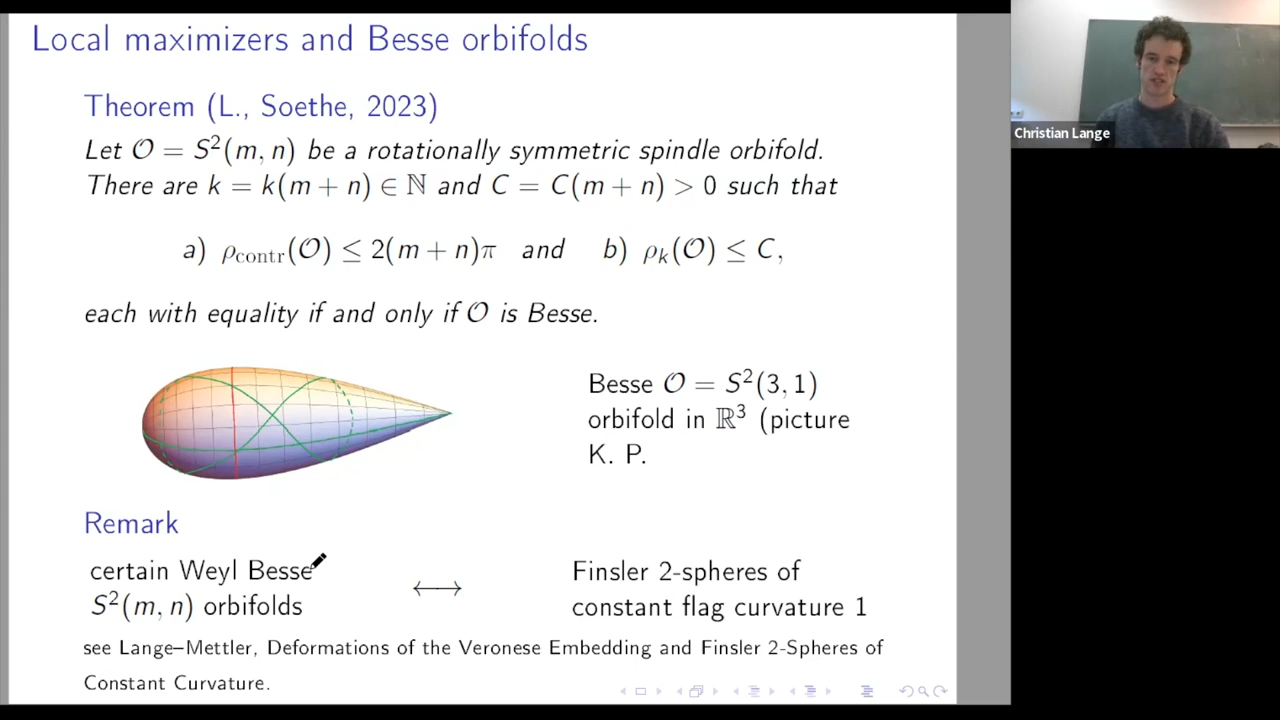 Local maximizers and Besse orbifolds
Theorem (L., Soethe, 2023)
Let 𝒪 = S²(m, n) be a rotationally symmetric spindle orbifold.
There are k = k(m + n) ∈ ℕ and C = C(m + n) > 0 such that
a) ρcontr(𝒪) ≤ 2(m + n)π and b) ρₖ(𝒪) ≤ C,
each with equality if and only if 𝒪 is Besse.
Besse 𝒪 = S²(3, 1)
orbifold in ℝ³ (picture
K. P.
Remark
certain Weyl Besse
S²(m, n) orbifolds
⟷
Finsler 2-spheres of
constant flag curvature 1
see Lange–Mettler, Deformations of the Veronese Embedding and Finsler 2-Spheres of
Constant Curvature.
Christian Lange